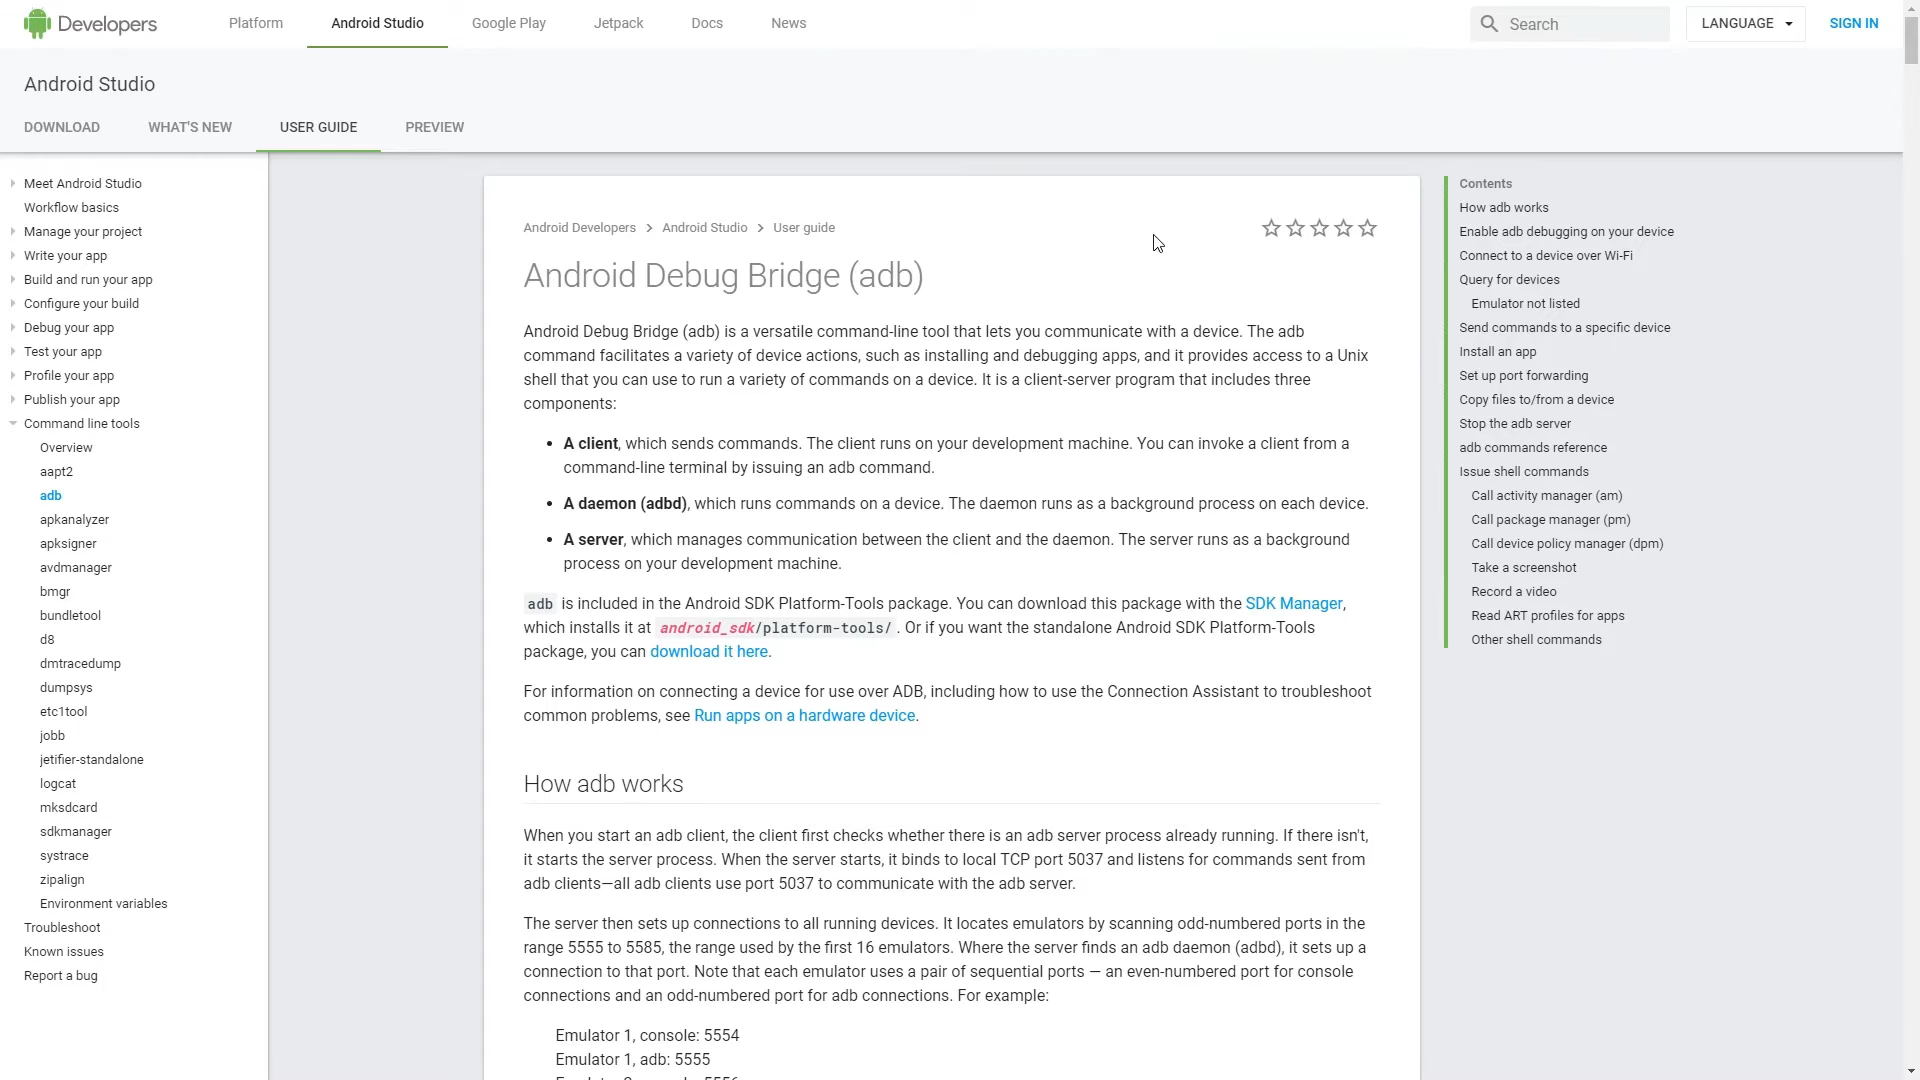 Developers
Platform
Android Studio
Google Play
Jetpack
Docs
News
Search
LANGUAGE
SIGN IN
Android Studio
DOWNLOAD
WHAT'S NEW
USER GUIDE
PREVIEW
Meet Android Studio
Workflow basics
Manage your project
Write your app
Build and run your app
Configure your build
Debug your app
Test your app
Profile your app
Publish your app
Command line tools
Overview
aapt2
adb
apkanalyzer
apksigner
avdmanager
bmgr
bundletool
d8
dmtracedump
dumpsys
etc1tool
jobb
jetifier-standalone
logcat
mksdcard
sdkmanager
systrace
zipalign
Environment variables
Troubleshoot
Known issues
Report a bug
Android Developers > Android Studio > User guide
Android Debug Bridge (adb)
Android Debug Bridge (adb) is a versatile command-line tool that lets you communicate with a device. The adb
command facilitates a variety of device actions, such as installing and debugging apps, and it provides access to a Unix
shell that you can use to run a variety of commands on a device. It is a client-server program that includes three
components:
• A client, which sends commands. The client runs on your development machine. You can invoke a client from a
command-line terminal by issuing an adb command.
• A daemon (adbd), which runs commands on a device. The daemon runs as a background process on each device.
• A server, which manages communication between the client and the daemon. The server runs as a background
process on your development machine.
adb is included in the Android SDK Platform-Tools package. You can download this package with the SDK Manager,
which installs it at android_sdk/platform-tools/ . Or if you want the standalone Android SDK Platform-Tools
package, you can download it here.
For information on connecting a device for use over ADB, including how to use the Connection Assistant to troubleshoot
common problems, see Run apps on a hardware device.
How adb works
When you start an adb client, the client first checks whether there is an adb server process already running. If there isn't,
it starts the server process. When the server starts, it binds to local TCP port 5037 and listens for commands sent from
adb clients—all adb clients use port 5037 to communicate with the adb server.
The server then sets up connections to all running devices. It locates emulators by scanning odd-numbered ports in the
range 5555 to 5585, the range used by the first 16 emulators. Where the server finds an adb daemon (adbd), it sets up a
connection to that port. Note that each emulator uses a pair of sequential ports — an even-numbered port for console
connections and an odd-numbered port for adb connections. For example:
Emulator 1, console: 5554
Emulator 1, adb: 5555
Contents
How adb works
Enable adb debugging on your device
Connect to a device over Wi-Fi
Query for devices
Emulator not listed
Send commands to a specific device
Install an app
Set up port forwarding
Copy files to/from a device
Stop the adb server
adb commands reference
Issue shell commands
Call activity manager (am)
Call package manager (pm)
Call device policy manager (dpm)
Take a screenshot
Record a video
Read ART profiles for apps
Other shell commands